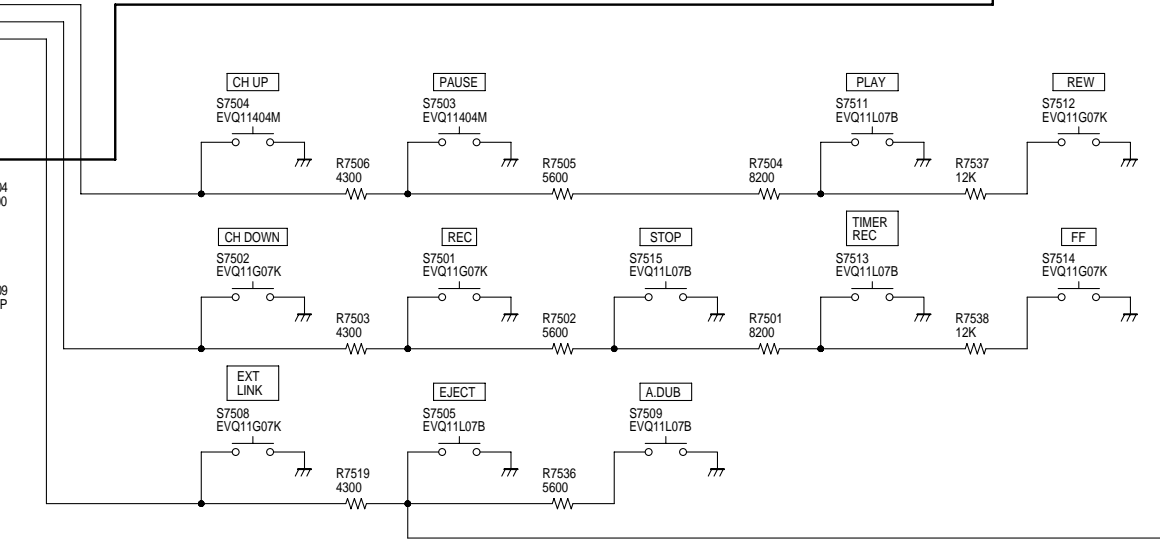 CH UP
S7504
EVQ11404M
PAUSE
S7503
EVQ11404M
PLAY
S7511
EVQ11L07B
REW
S7512
EVQ11G07K
R7506
4300
R7505
5600
R7504
8200
R7537
12K
04
00
CH DOWN
S7502
EVQ11G07K
REC
S7501
EVQ11G07K
STOP
S7515
EVQ11L07B
TIMER
REC
S7513
EVQ11L07B
FF
S7514
EVQ11G07K
09
P
R7503
4300
R7502
5600
R7501
8200
R7538
12K
EXT
LINK
S7508
EVQ11G07K
EJECT
S7505
EVQ11L07B
A.DUB
S7509
EVQ11L07B
R7519
4300
R7536
5600